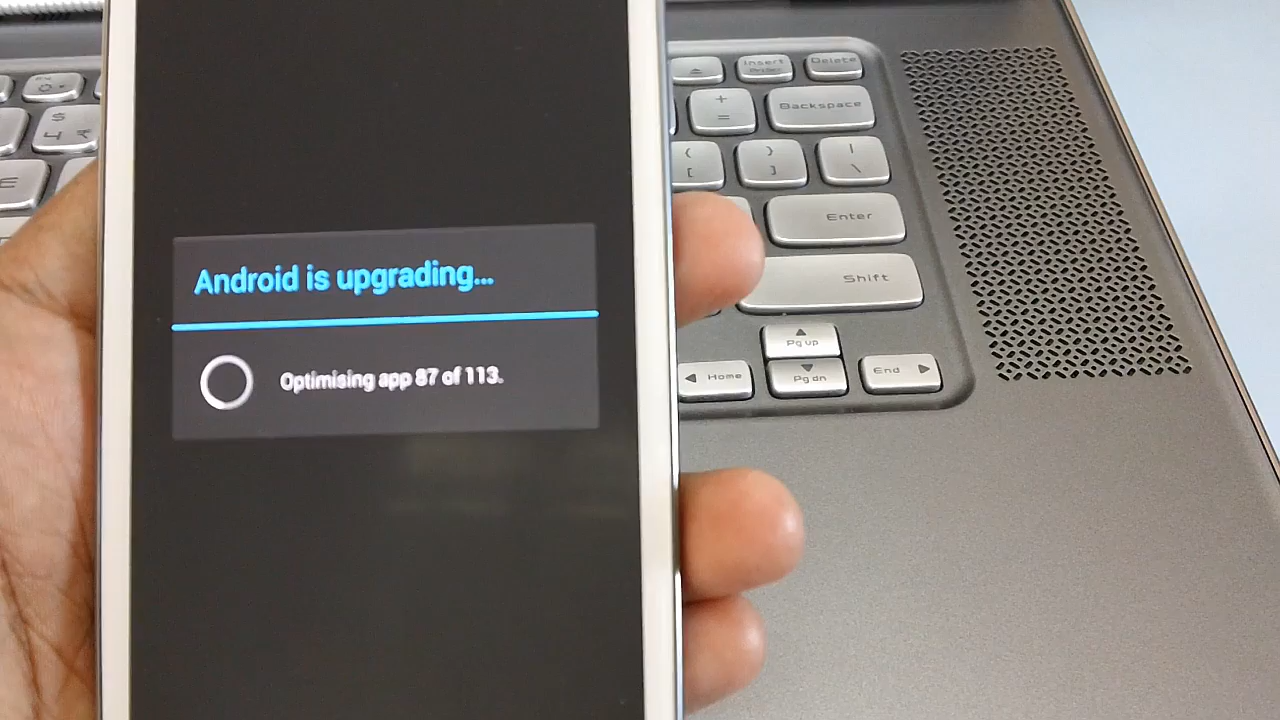 Android is upgrading...
Optimising app 87 of 113.
Insert
Delete
$
4 ₹
+
=
Backspace
{
[
}
]
|
\
Enter
Shift
Pg up
Home
Pg dn
End